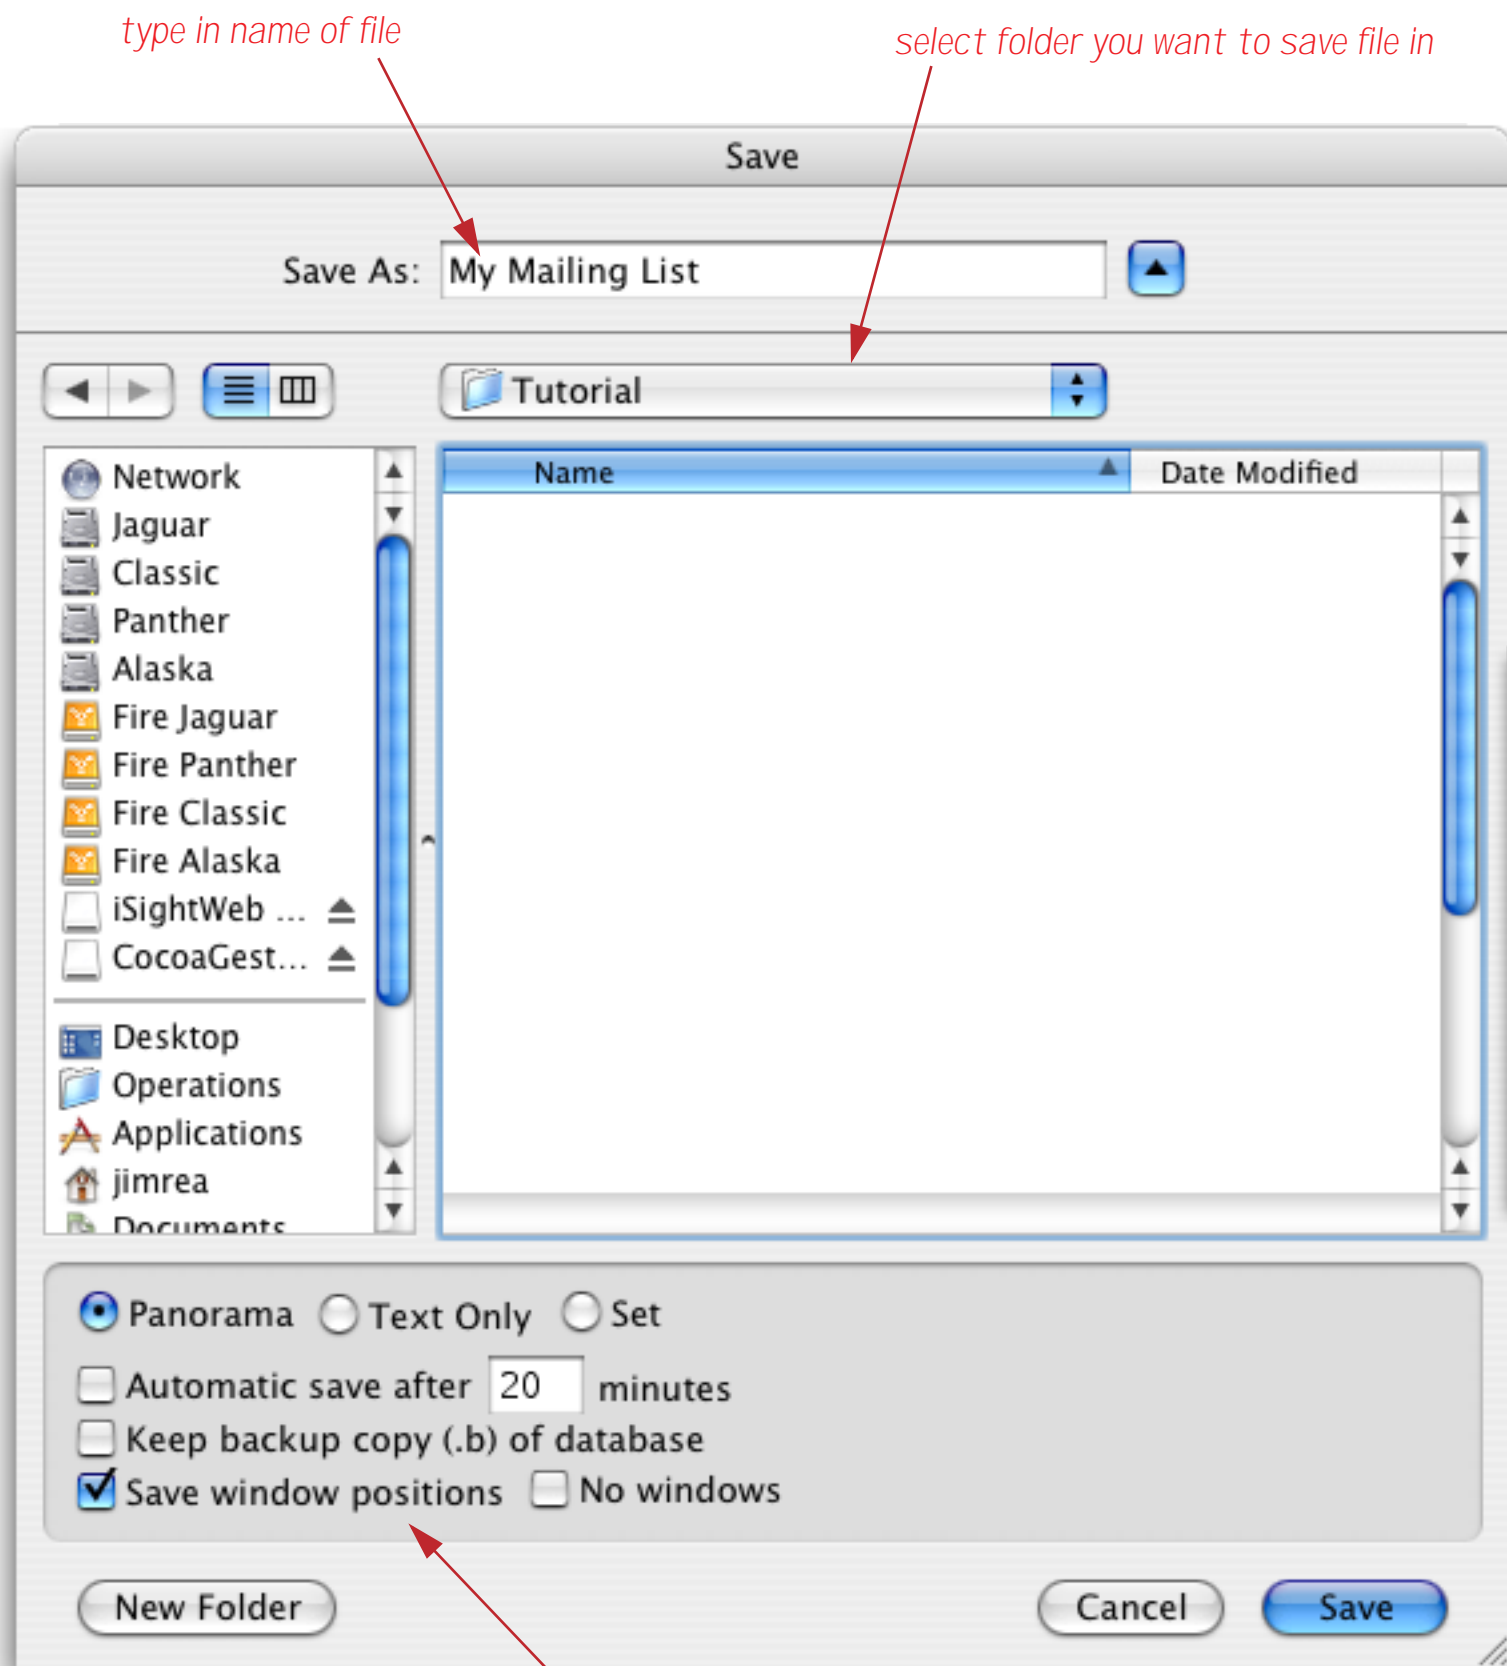 type in name of file
select folder you want to save file in
Save
Save As: My Mailing List
Tutorial
Name Date Modified
Network
Jaguar
Classic
Panther
Alaska
Fire Jaguar
Fire Panther
Fire Classic
Fire Alaska
iSightWeb ...
CocoaGest...
Desktop
Operations
Applications
jimrea
Documents
Panorama Text Only Set
Automatic save after 20 minutes
Keep backup copy (.b) of database
Save window positions No windows
New Folder Cancel Save